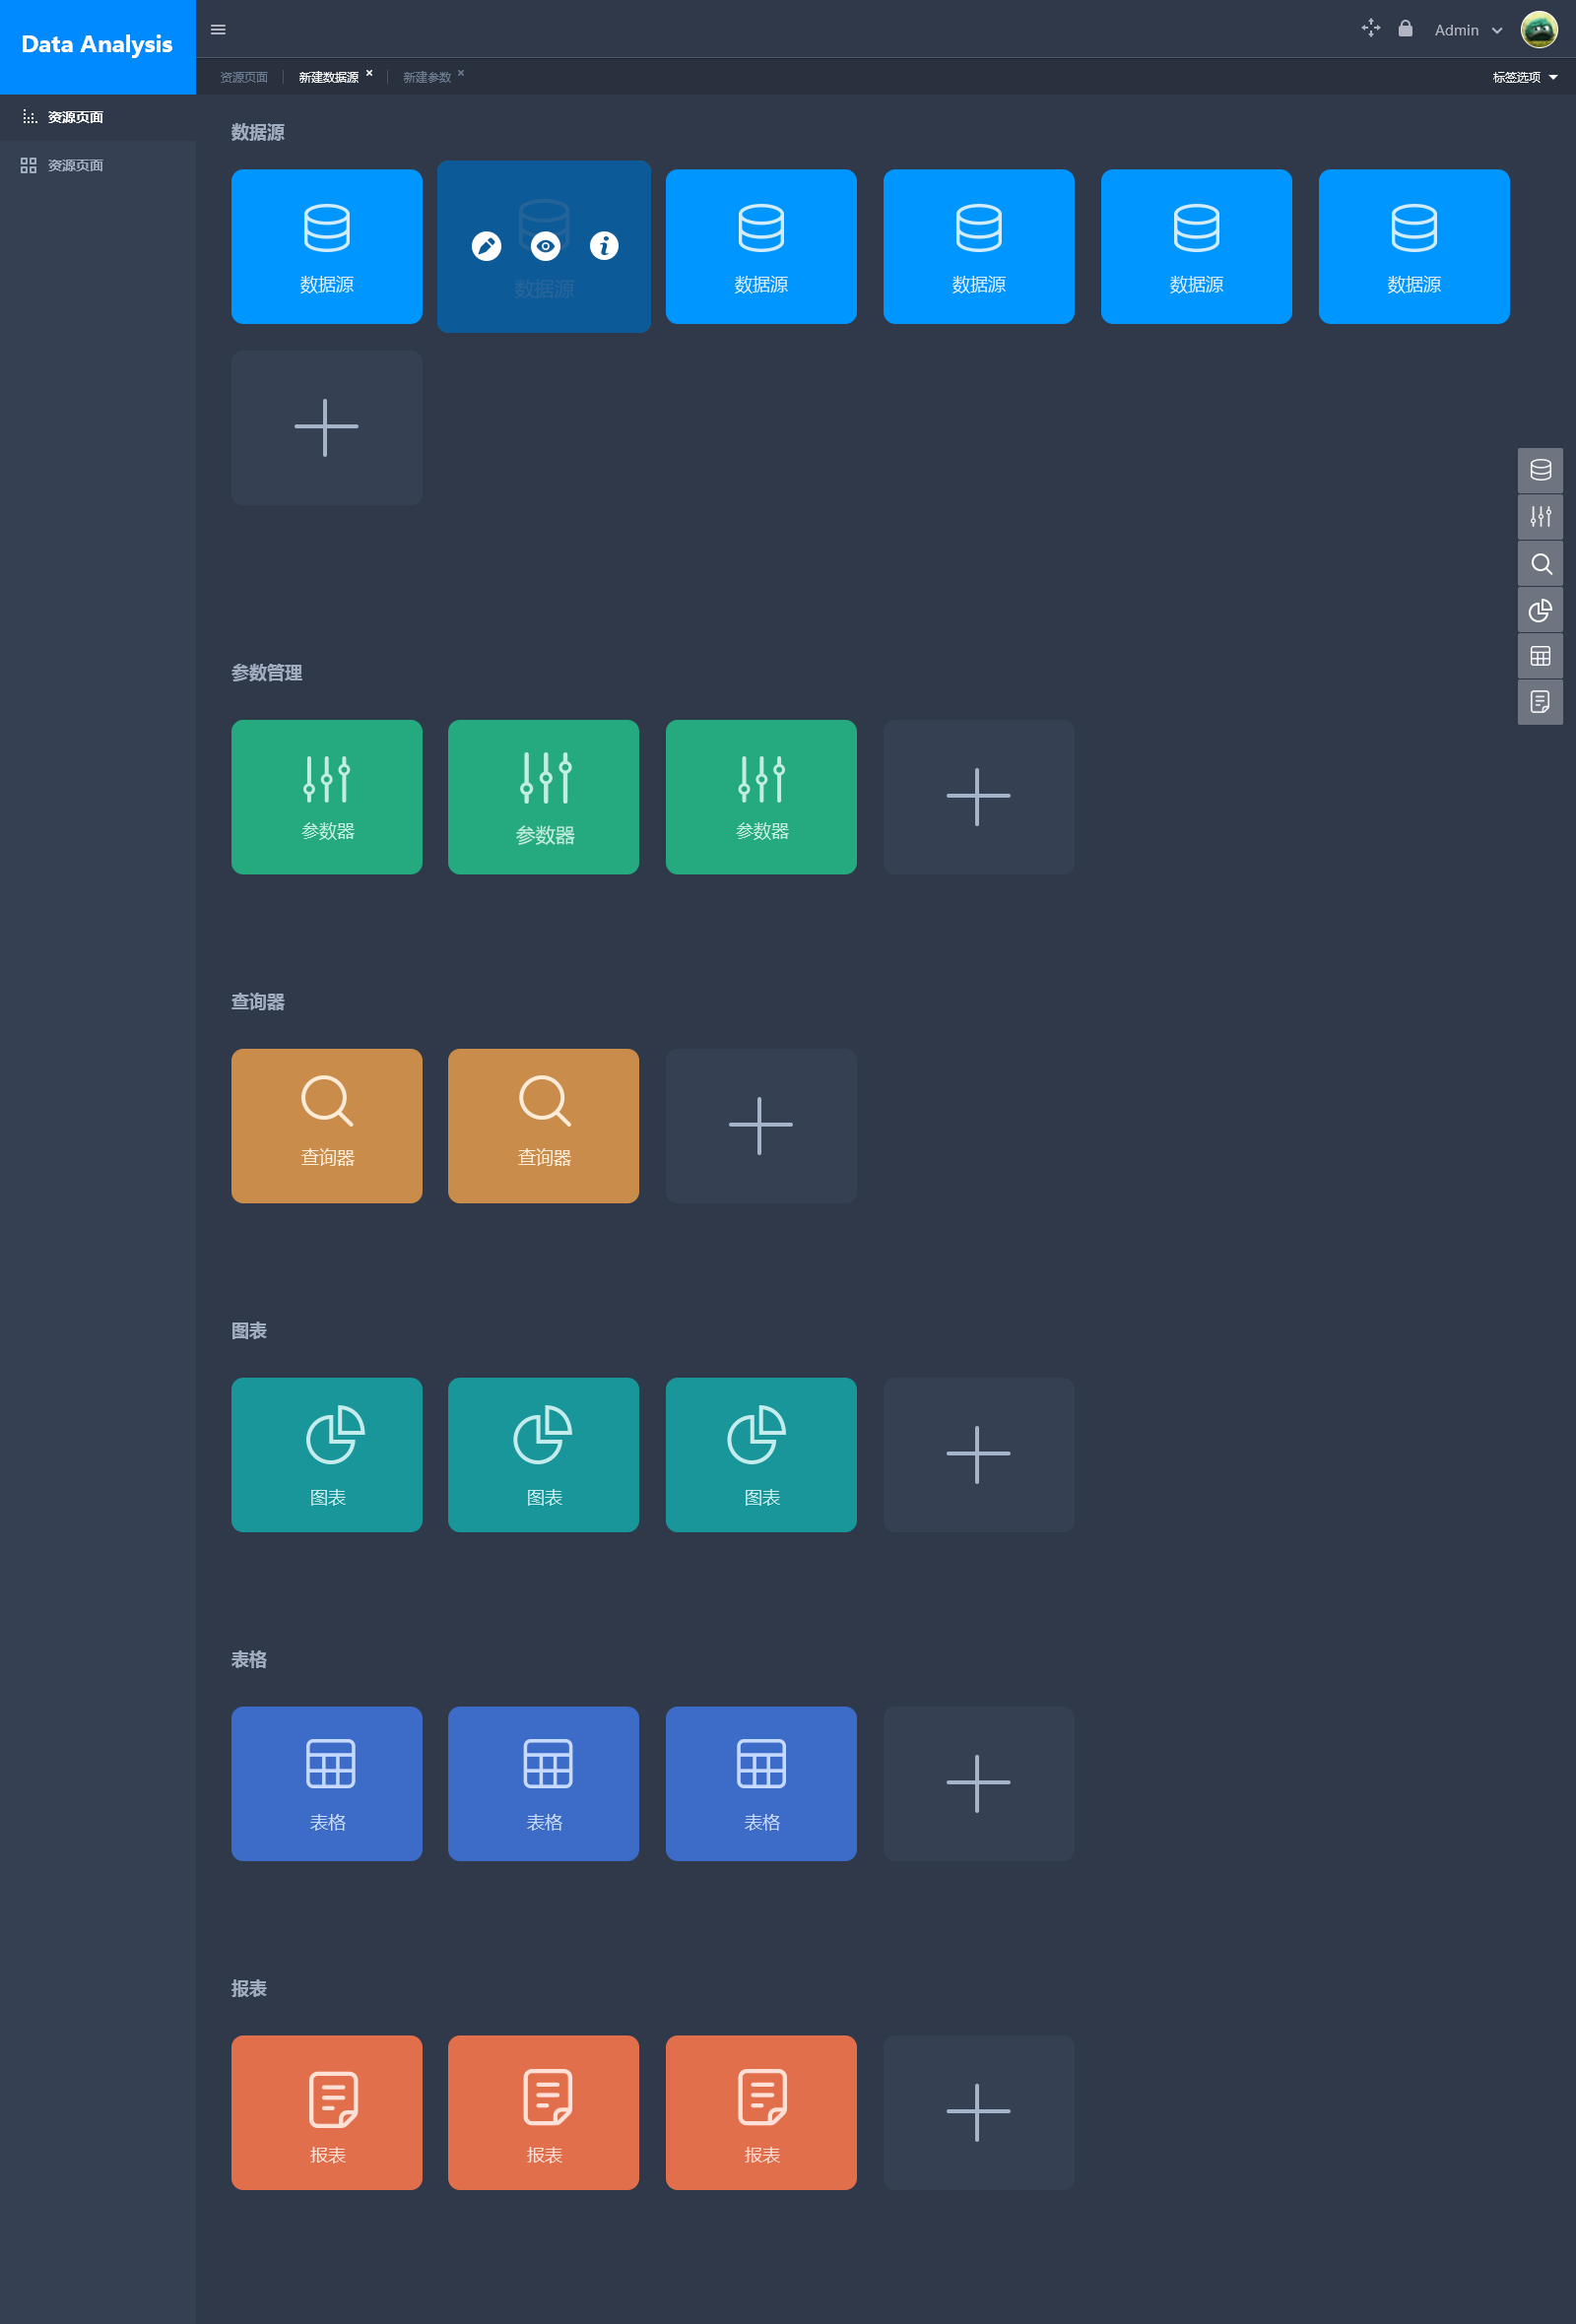 Data Analysis
Admin
资源页面 新建数据源 × 新建参数 × 标签选项
资源页面
资源页面
数据源
数据源 数据源 数据源 数据源 数据源 数据源
参数管理
参数器 参数器 参数器
查询器
查询器 查询器
图表
图表 图表 图表
表格
表格 表格 表格
报表
报表 报表 报表